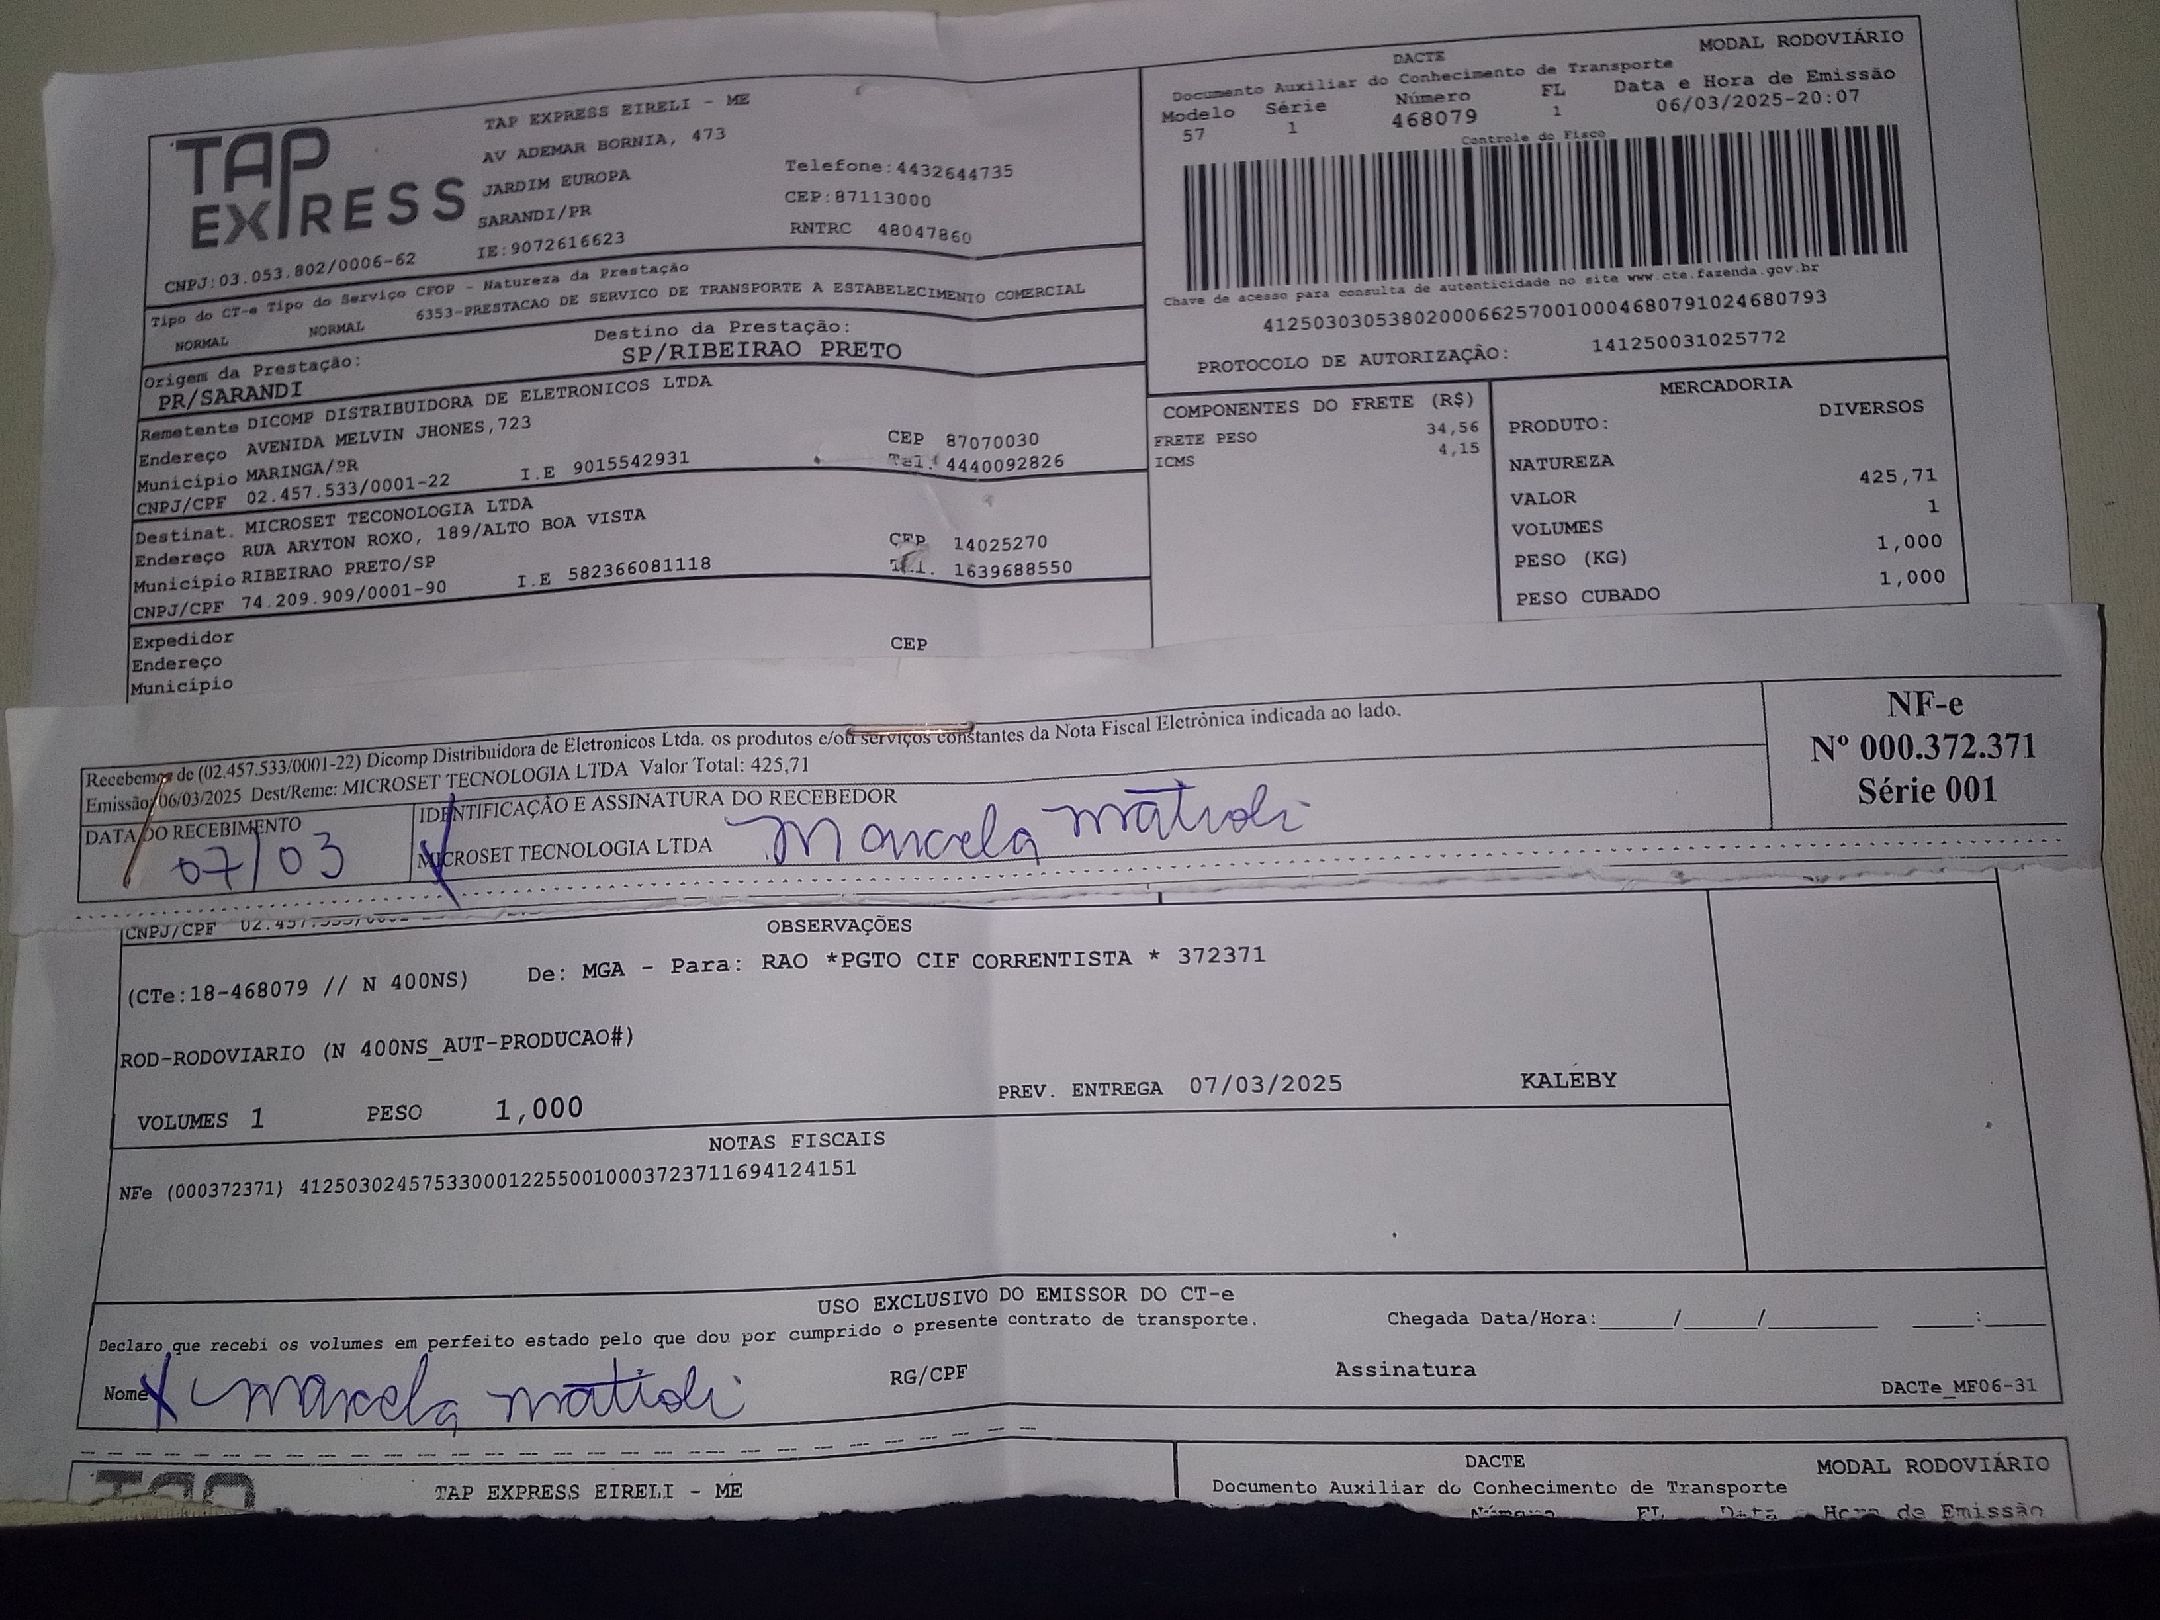 TAP
EXPRESS
TAP EXPRESS EIRELI - ME
AV ADEMAR BORNIA, 473
JARDIM EUROPA
SARANDI/PR
IE:9072616623
Telefone:4432644735
CEP:87113000
RNTRC 48047860
CNPJ:03.053.802/0006-62
DACTE
MODAL RODOVIÁRIO
Documento Auxiliar do Conhecimento de Transporte
Modelo Série Número FL Data e Hora de Emissão
57 1 468079 1 06/03/2025-20:07
Controle do Fisco
Chave de acesso para consulta de autenticidade no site www.cte.fazenda.gov.br
41250303053802000662570010004680791024680793
PROTOCOLO DE AUTORIZAÇÃO: 141250031025772
Tipo do CT-e Tipo do Serviço CFOP - Natureza da Prestação
NORMAL NORMAL 6353-PRESTACAO DE SERVICO DE TRANSPORTE A ESTABELECIMENTO COMERCIAL
Origem da Prestação: Destino da Prestação:
PR/SARANDI SP/RIBEIRAO PRETO
Remetente DICOMP DISTRIBUIDORA DE ELETRONICOS LTDA
Endereço AVENIDA MELVIN JHONES,723 CEP 87070030
Município MARINGA/PR Tel. 4440092826
CNPJ/CPF 02.457.533/0001-22 I.E 9015542931
Destinat. MICROSET TECONOLOGIA LTDA
Endereço RUA ARYTON ROXO, 189/ALTO BOA VISTA CEP 14025270
Município RIBEIRAO PRETO/SP Tel. 1639688550
CNPJ/CPF 74.209.909/0001-90 I.E 582366081118
Expedidor
Endereço CEP
Município
COMPONENTES DO FRETE (R$)
FRETE PESO 34,56
ICMS 4,15
MERCADORIA
PRODUTO: DIVERSOS
NATUREZA
VALOR 425,71
VOLUMES 1
PESO (KG) 1,000
PESO CUBADO 1,000
Recebemos de (02.457.533/0001-22) Dicomp Distribuidora de Eletronicos Ltda. os produtos e/ou serviços constantes da Nota Fiscal Eletrônica indicada ao lado.
Emissão: 06/03/2025 Dest/Reme: MICROSET TECNOLOGIA LTDA Valor Total: 425,71
DATA DO RECEBIMENTO
07/03
IDENTIFICAÇÃO E ASSINATURA DO RECEBEDOR
MICROSET TECNOLOGIA LTDA Marcela Matioli
NF-e
Nº 000.372.371
Série 001
CNPJ/CPF
OBSERVAÇÕES
(CTe:18-468079 // N 400NS) De: MGA - Para: RAO *PGTO CIF CORRENTISTA * 372371
ROD-RODOVIARIO (N 400NS_AUT-PRODUCAO#)
VOLUMES 1 PESO 1,000 PREV. ENTREGA 07/03/2025 KALEBY
NOTAS FISCAIS
NFe (000372371) 41250302457533000122550010003723711694124151
USO EXCLUSIVO DO EMISSOR DO CT-e
Declaro que recebi os volumes em perfeito estado pelo que dou por cumprido o presente contrato de transporte. Chegada Data/Hora:_____/_____/________ _____:_____
Nome X Marcela Matioli RG/CPF Assinatura
DACTe_MF06-31
TAP EXPRESS EIRELI - ME
DACTE
MODAL RODOVIÁRIO
Documento Auxiliar do Conhecimento de Transporte
Número FL Data e Hora de Emissão